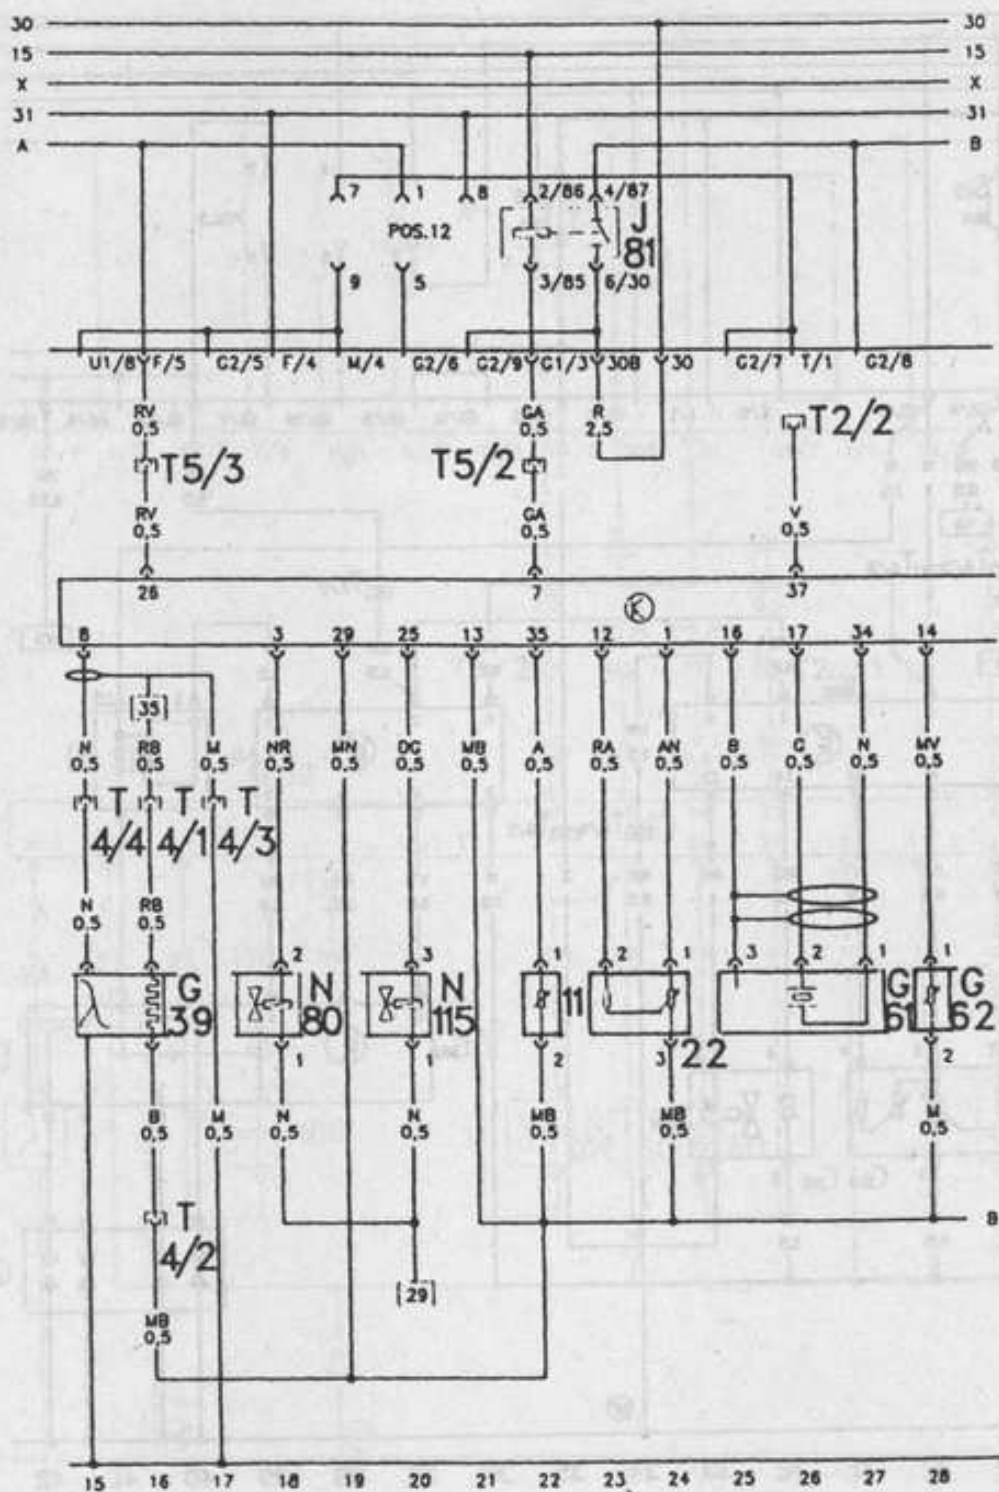 30 30
15 15
X X
31 31
A B
7 1 8 2/86 4/87
POS.12 J
81
9 5 3/85 6/30
U1/8 F/5 G2/5 F/4 M/4 G2/6 G2/9 G1/3 30B 30 G2/7 T/1 G2/8
RV GA R
0,5 0,5 2,5
T2/2
T5/3 T5/2
RV GA V
0,5 0,5 0,5
26 7 37
K
8 3 29 25 13 35 12 1 16 17 34 14
35
N RB M NR MN DG MB A RA AN B G N MV
0,5 0,5 0,5 0,5 0,5 0,5 0,5 0,5 0,5 0,5 0,5 0,5 0,5 0,5
T T T
4/4 4/1 4/3
N RB
0,5 0,5
2 3 1 2 1 3 2 1 1
G N N 11 G G
39 80 115 61 62
1 1 2 3 22 2
B M N N MB MB M
0,5 0,5 0,5 0,5 0,5 0,5 0,5
T B
4/2
29
MB
0,5
15 16 17 18 19 20 21 22 23 24 25 26 27 28